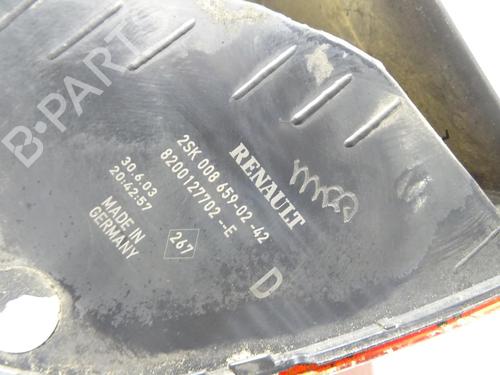 B-PARTS
RENAULT
2SK 008 659-02-42
8200127702--E
30.6.03
20:42:57
MADE IN
GERMANY
267
D